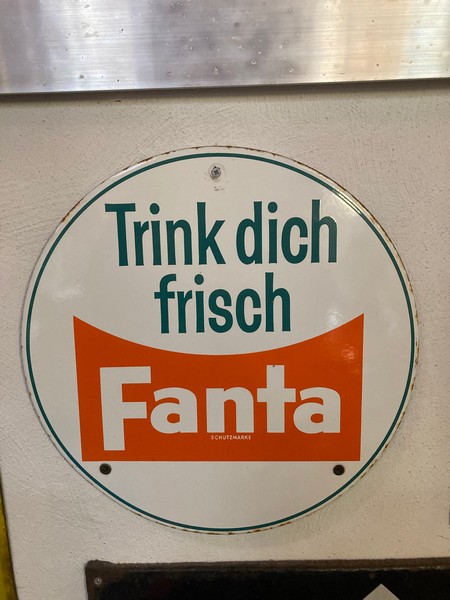 Trink dich
frisch
Fanta
SCHUTZMARKE